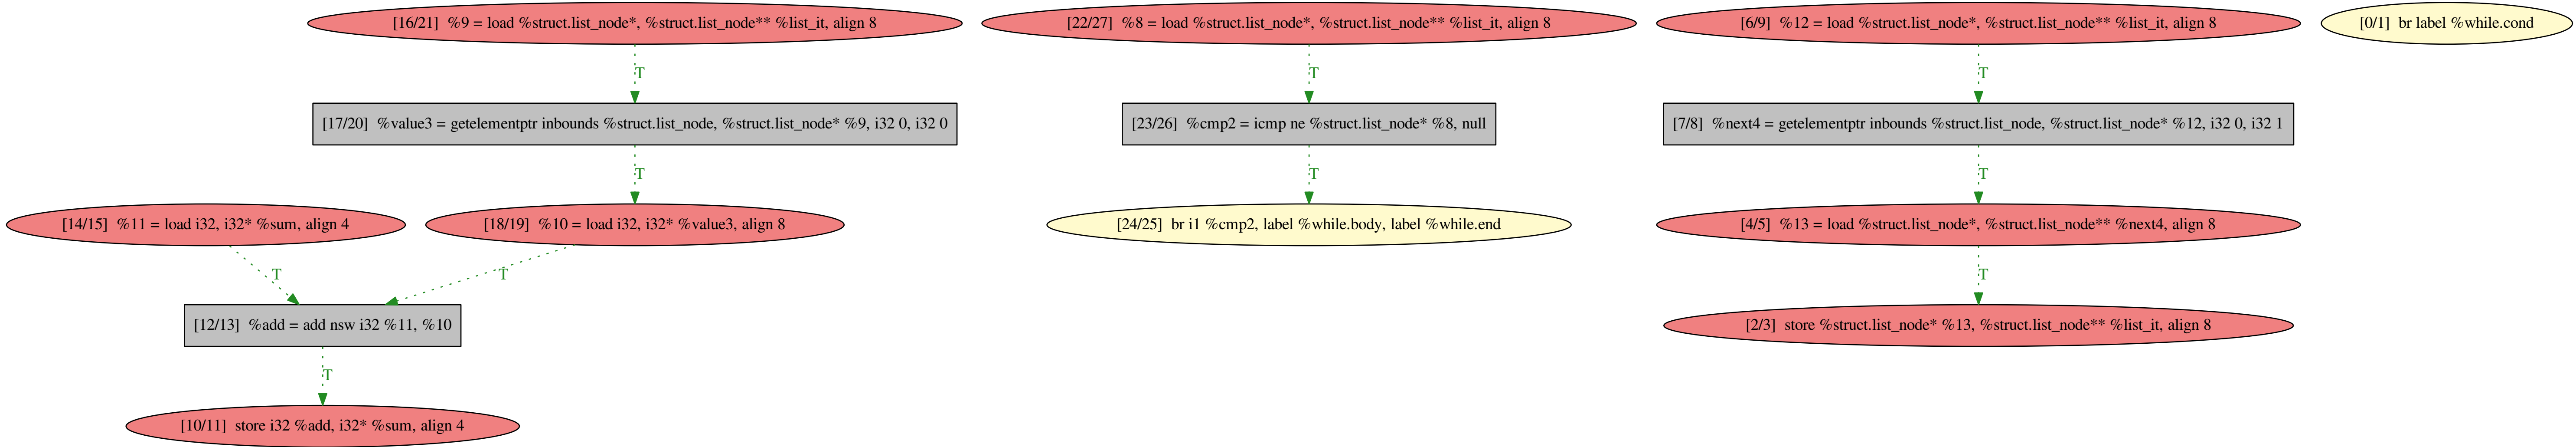 [16/21]  %9 = load %struct.list_node*, %struct.list_node** %list_it, align 8
[22/27]  %8 = load %struct.list_node*, %struct.list_node** %list_it, align 8
[6/9]  %12 = load %struct.list_node*, %struct.list_node** %list_it, align 8
[0/1]  br label %while.cond
T
T
T
[17/20]  %value3 = getelementptr inbounds %struct.list_node, %struct.list_node* %9, i32 0, i32 0
[23/26]  %cmp2 = icmp ne %struct.list_node* %8, null
[7/8]  %next4 = getelementptr inbounds %struct.list_node, %struct.list_node* %12, i32 0, i32 1
T
T
T
[14/15]  %11 = load i32, i32* %sum, align 4
[18/19]  %10 = load i32, i32* %value3, align 8
[24/25]  br i1 %cmp2, label %while.body, label %while.end
[4/5]  %13 = load %struct.list_node*, %struct.list_node** %next4, align 8
T
T
T
[12/13]  %add = add nsw i32 %11, %10
[2/3]  store %struct.list_node* %13, %struct.list_node** %list_it, align 8
T
[10/11]  store i32 %add, i32* %sum, align 4